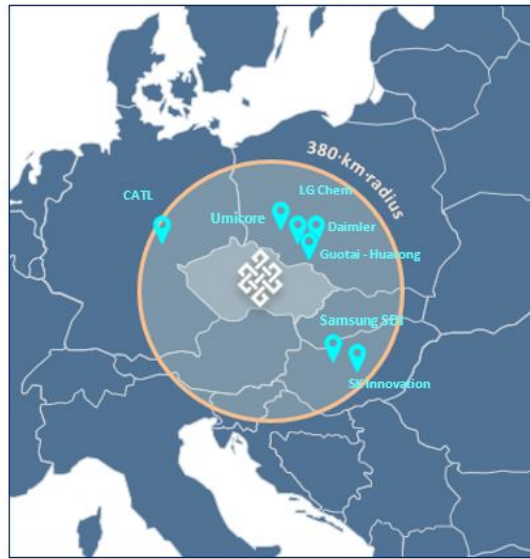 380·km·radius
CATL
LG Chem
Umicore
Daimler
Guotai - Huarong
Samsung SDI
SK Innovation